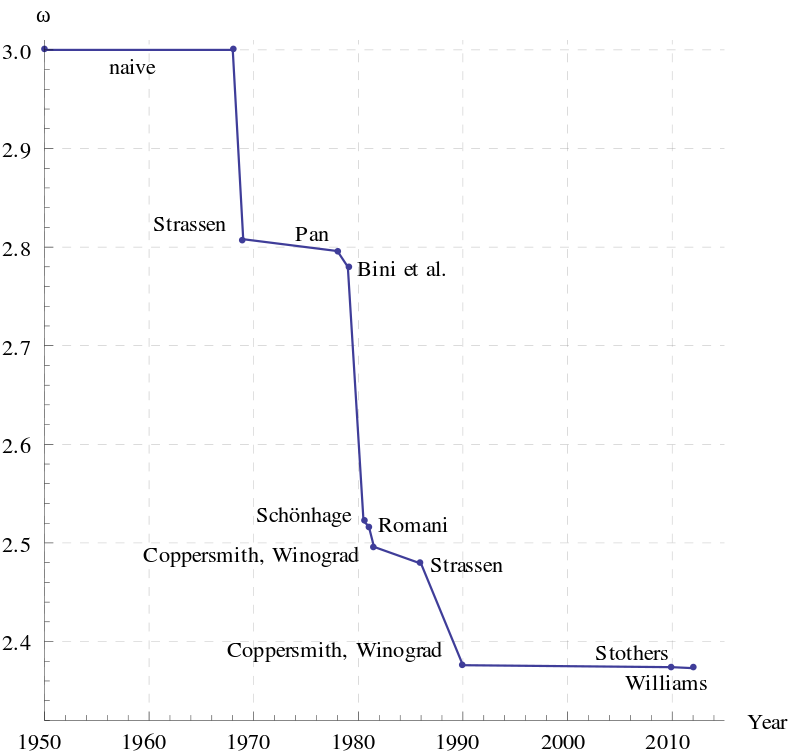 ω
3.0
naive
2.9
Strassen
Pan
2.8
Bini et al.
2.7
2.6
Schönhage
Romani
2.5
Coppersmith, Winograd
Strassen
2.4
Coppersmith, Winograd
Stothers
Williams
Year
1950
1960
1970
1980
1990
2000
2010